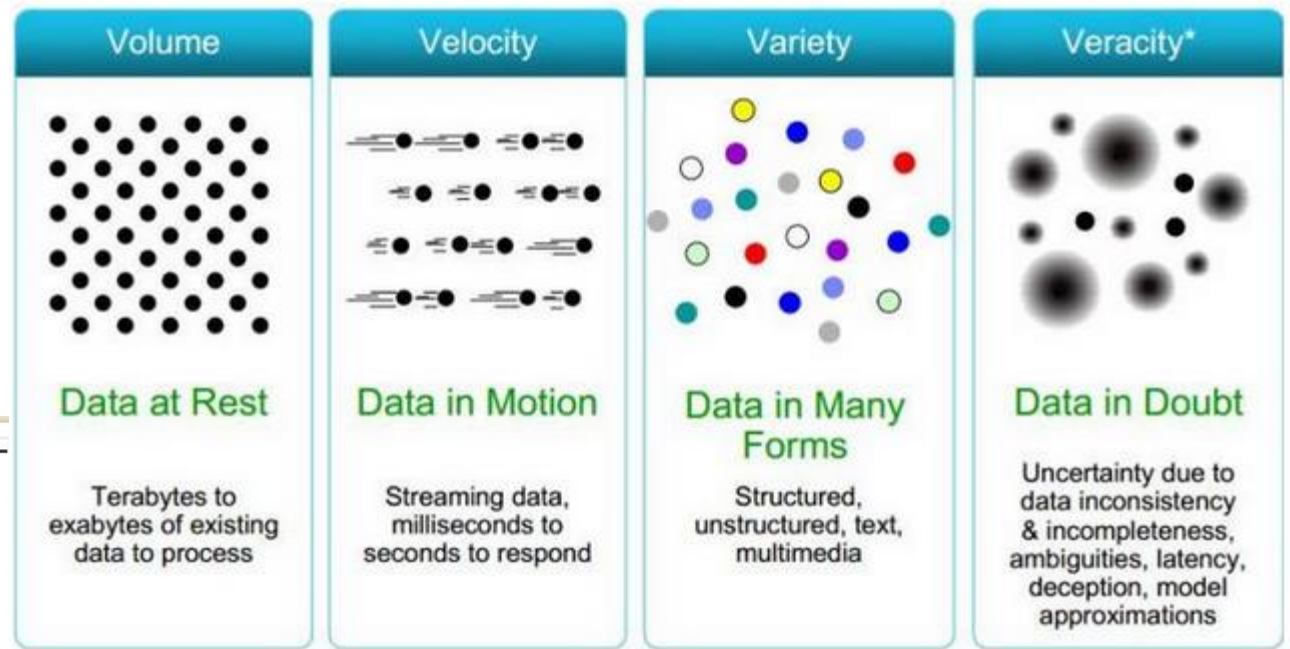 Volume
Data at Rest
Terabytes to
exabytes of existing
data to process
Velocity
Data in Motion
Streaming data,
milliseconds to
seconds to respond
Variety
Data in Many
Forms
Structured,
unstructured, text,
multimedia
Veracity*
Data in Doubt
Uncertainty due to
data inconsistency
& incompleteness,
ambiguities, latency,
deception, model
approximations